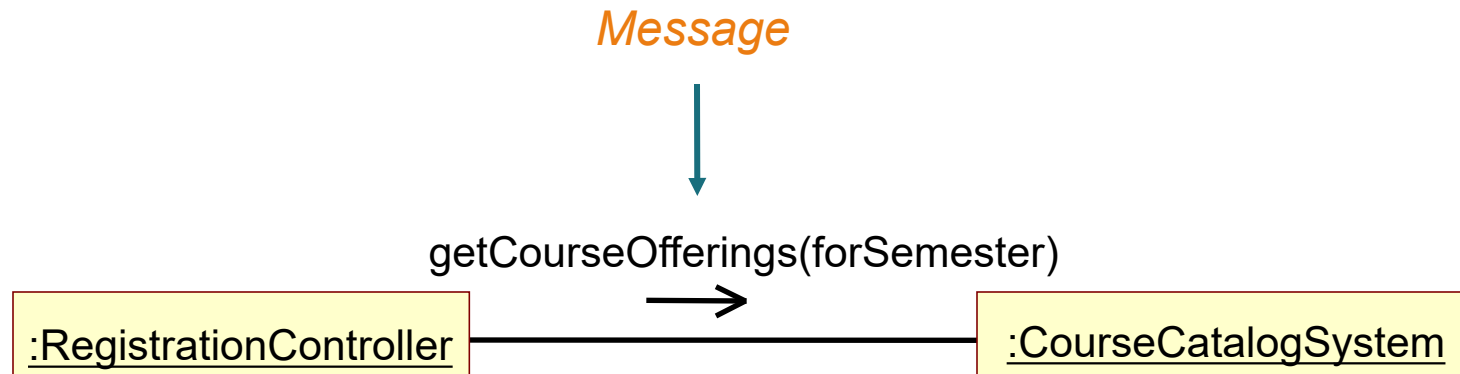 Message
getCourseOfferings(forSemester)
:RegistrationController
:CourseCatalogSystem